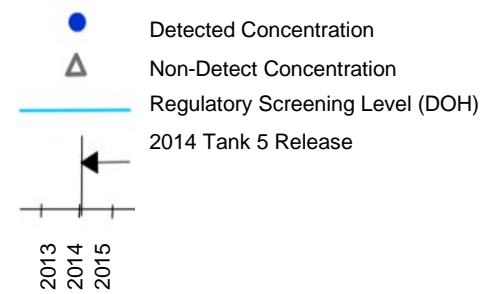 Detected Concentration
Non-Detect Concentration
Regulatory Screening Level (DOH)
2014 Tank 5 Release
2013
2014
2015